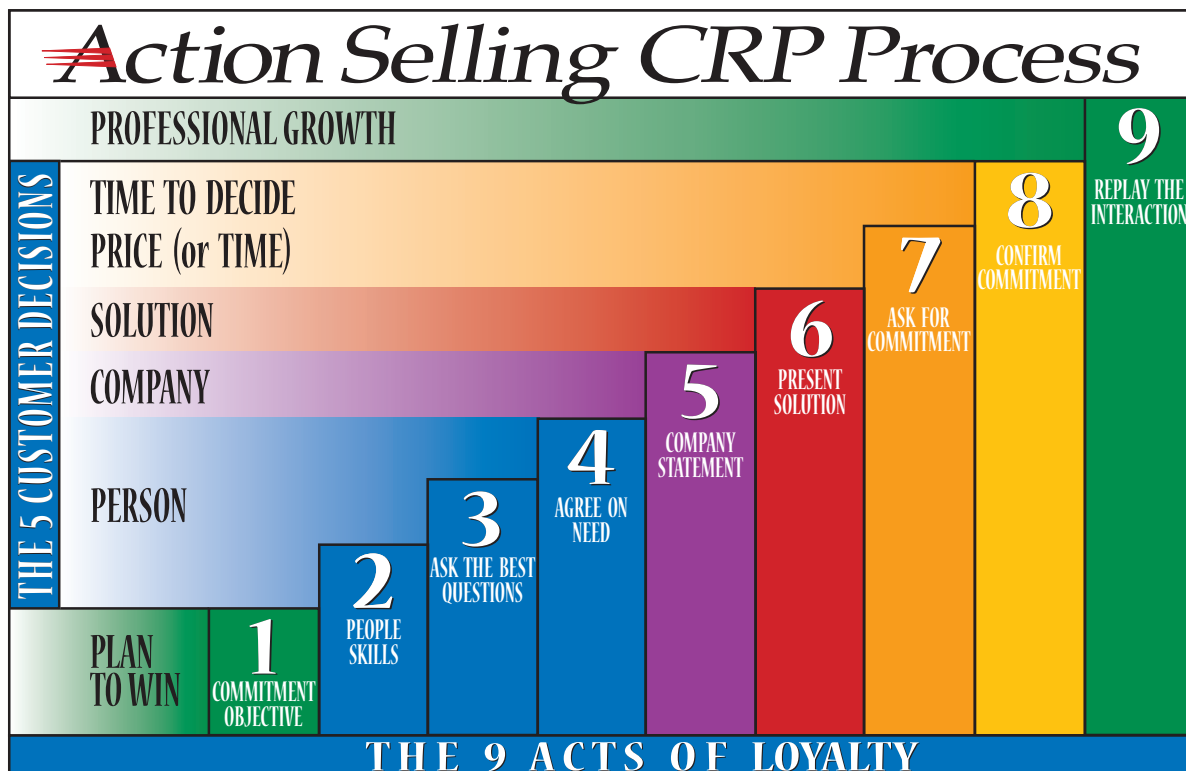 Action Selling CRP Process
PROFESSIONAL GROWTH
THE 5 CUSTOMER DECISIONS
TIME TO DECIDE
PRICE (or TIME)
SOLUTION
COMPANY
PERSON
PLAN
TO WIN
1
COMMITMENT
OBJECTIVE
2
PEOPLE
SKILLS
3
ASK THE BEST
QUESTIONS
4
AGREE ON
NEED
5
COMPANY
STATEMENT
6
PRESENT
SOLUTION
7
ASK FOR
COMMITMENT
8
CONFIRM
COMMITMENT
9
REPLAY THE
INTERACTION
THE 9 ACTS OF LOYALTY